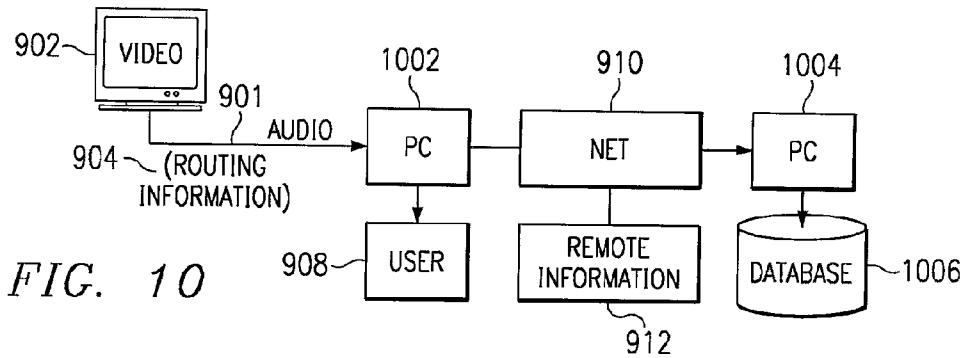 902
VIDEO
901
904
AUDIO
(ROUTING
INFORMATION)
1002
PC
908
USER
910
NET
REMOTE
INFORMATION
912
1004
PC
DATABASE
1006
FIG. 10